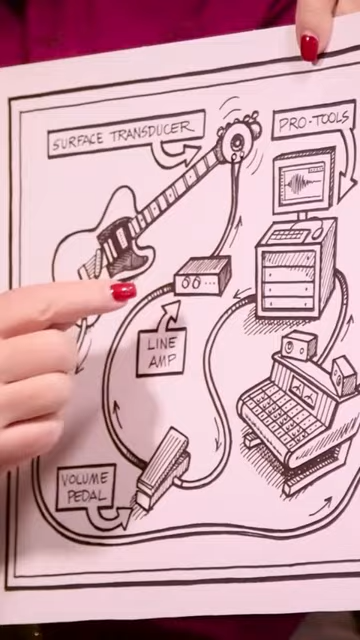 SURFACE TRANSDUCER
PRO-TOOLS
LINE
AMP
VOLUME
PEDAL